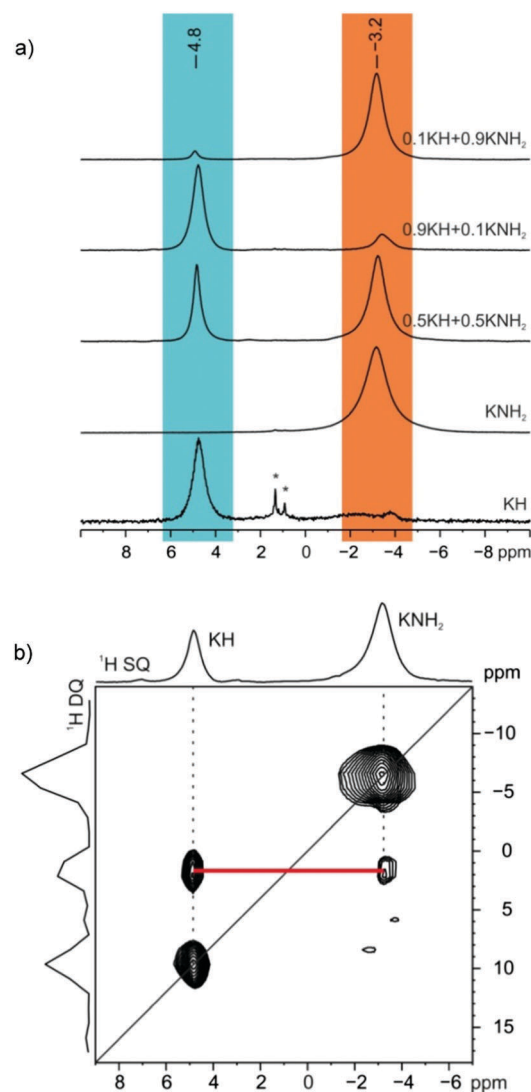 a)
4.8
−3.2
0.1KH+0.9KNH₂
0.9KH+0.1KNH₂
0.5KH+0.5KNH₂
KNH₂
* *
KH
8 6 4 2 0 −2 −4 −6 −8 ppm
b)
KH
KNH₂
¹H SQ
ppm
¹H DQ
−10
−5
0
5
10
15
8 6 4 2 0 −2 −4 −6 ppm